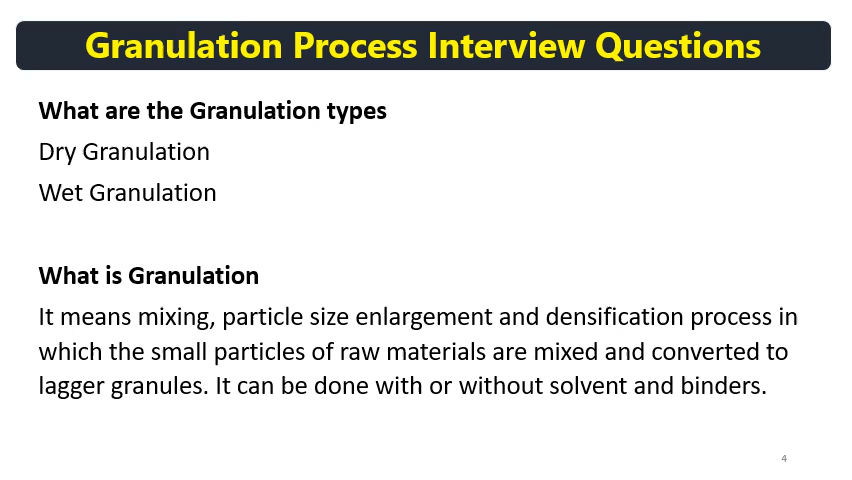 Granulation Process Interview Questions
What are the Granulation types
Dry Granulation
Wet Granulation
What is Granulation
It means mixing, particle size enlargement and densification process in
which the small particles of raw materials are mixed and converted to
lagger granules. It can be done with or without solvent and binders.
4